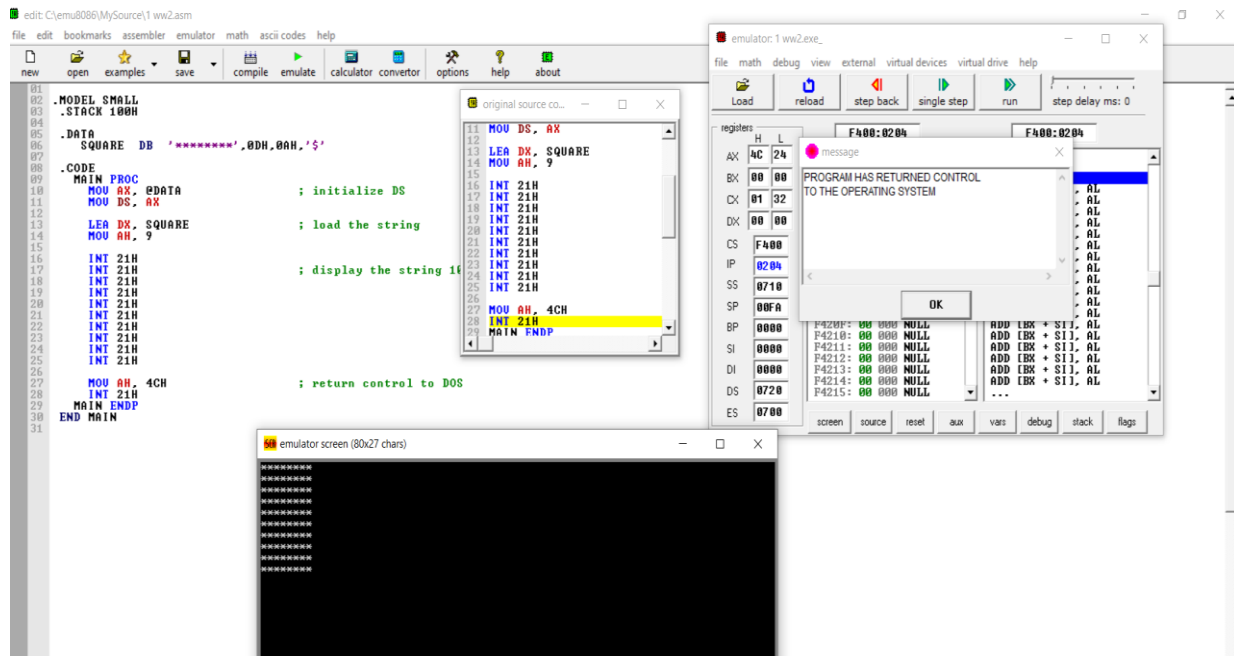 edit: C:\emu8086\MySource\1 ww2.asm
file edit bookmarks assembler emulator math ascii codes help
new open examples save compile emulate calculator convertor options help about
01
02 .MODEL SMALL
03 .STACK 100H
04
05 .DATA
06 SQUARE DB '********',0DH,0AH,'$'
07
08 .CODE
09 MAIN PROC
10 MOV AX, @DATA ; initialize DS
11 MOV DS, AX
12
13 LEA DX, SQUARE ; load the string
14 MOV AH, 9
15
16 INT 21H
17 INT 21H ; display the string 10
18 INT 21H
19 INT 21H
20 INT 21H
21 INT 21H
22 INT 21H
23 INT 21H
24 INT 21H
25 INT 21H
26
27 MOV AH, 4CH ; return control to DOS
28 INT 21H
29 MAIN ENDP
30 END MAIN
31
original source co...
11 MOV DS, AX
12
13 LEA DX, SQUARE
14 MOV AH, 9
15
16 INT 21H
17 INT 21H
18 INT 21H
19 INT 21H
20 INT 21H
21 INT 21H
22 INT 21H
23 INT 21H
24 INT 21H
25 INT 21H
26
27 MOV AH, 4CH
28 INT 21H
29 MAIN ENDP
emulator: 1 ww2.exe_
file math debug view external virtual devices virtual drive help
Load reload step back single step run step delay ms: 0
registers F400:0204 F400:0204
H L
AX 4C 24
BX 00 00
CX 01 32
DX 00 00
CS F400
IP 0204
SS 0710
SP 00FA
BP 0000
SI 0000
DI 0000
DS 0720
ES 0700
message
PROGRAM HAS RETURNED CONTROL
TO THE OPERATING SYSTEM
OK
, AL
, AL
, AL
, AL
, AL
, AL
, AL
, AL
, AL
, AL
, AL
, AL
F420F: 00 000 NULL ADD [BX + SI], AL
F4210: 00 000 NULL ADD [BX + SI], AL
F4211: 00 000 NULL ADD [BX + SI], AL
F4212: 00 000 NULL ADD [BX + SI], AL
F4213: 00 000 NULL ADD [BX + SI], AL
F4214: 00 000 NULL ADD [BX + SI], AL
F4215: 00 000 NULL ...
screen source reset aux vars debug stack flags
emulator screen (80x27 chars)
********
********
********
********
********
********
********
********
********
********